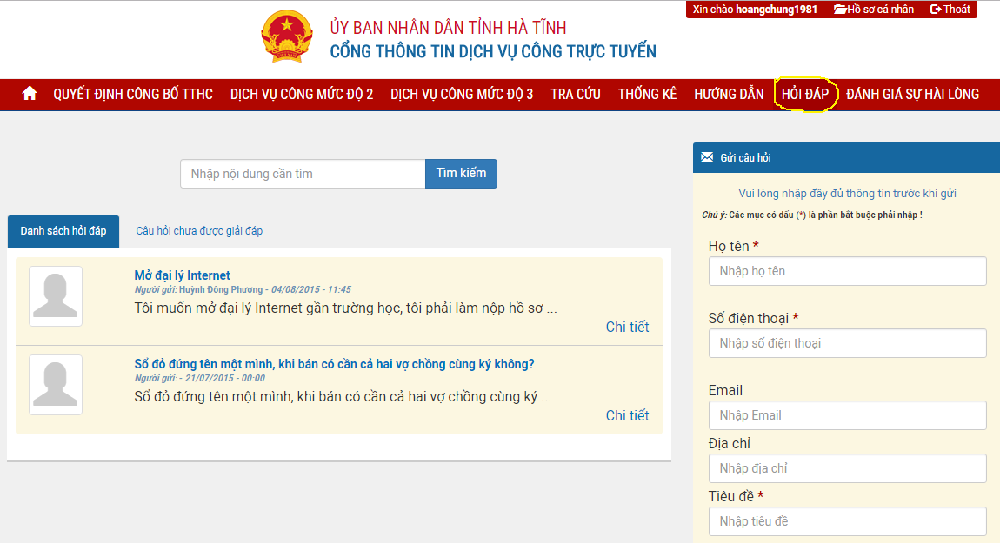 Xin chào hoangchung1981 Hồ sơ cá nhân Thoát
ỦY BAN NHÂN DÂN TỈNH HÀ TĨNH
CỔNG THÔNG TIN DỊCH VỤ CÔNG TRỰC TUYẾN
QUYẾT ĐỊNH CÔNG BỐ TTHC DỊCH VỤ CÔNG MỨC ĐỘ 2 DỊCH VỤ CÔNG MỨC ĐỘ 3 TRA CỨU THỐNG KÊ HƯỚNG DẪN HỎI ĐÁP ĐÁNH GIÁ SỰ HÀI LÒNG
Nhập nội dung cần tìm Tìm kiếm
Danh sách hỏi đáp Câu hỏi chưa được giải đáp
Mở đại lý Internet
Người gửi: Huỳnh Đông Phương - 04/08/2015 - 11:45
Tôi muốn mở đại lý Internet gần trường học, tôi phải làm nộp hồ sơ ...
Chi tiết
Sổ đỏ đứng tên một mình, khi bán có cần cả hai vợ chồng cùng ký không?
Người gửi: - 21/07/2015 - 00:00
Sổ đỏ đứng tên một mình, khi bán có cần cả hai vợ chồng cùng ký ...
Chi tiết
Gửi câu hỏi
Vui lòng nhập đầy đủ thông tin trước khi gửi
Chú ý: Các mục có dấu (*) là phần bắt buộc phải nhập !
Họ tên *
Nhập họ tên
Số điện thoại *
Nhập số điện thoại
Email
Nhập Email
Địa chỉ
Nhập địa chỉ
Tiêu đề *
Nhập tiêu đề